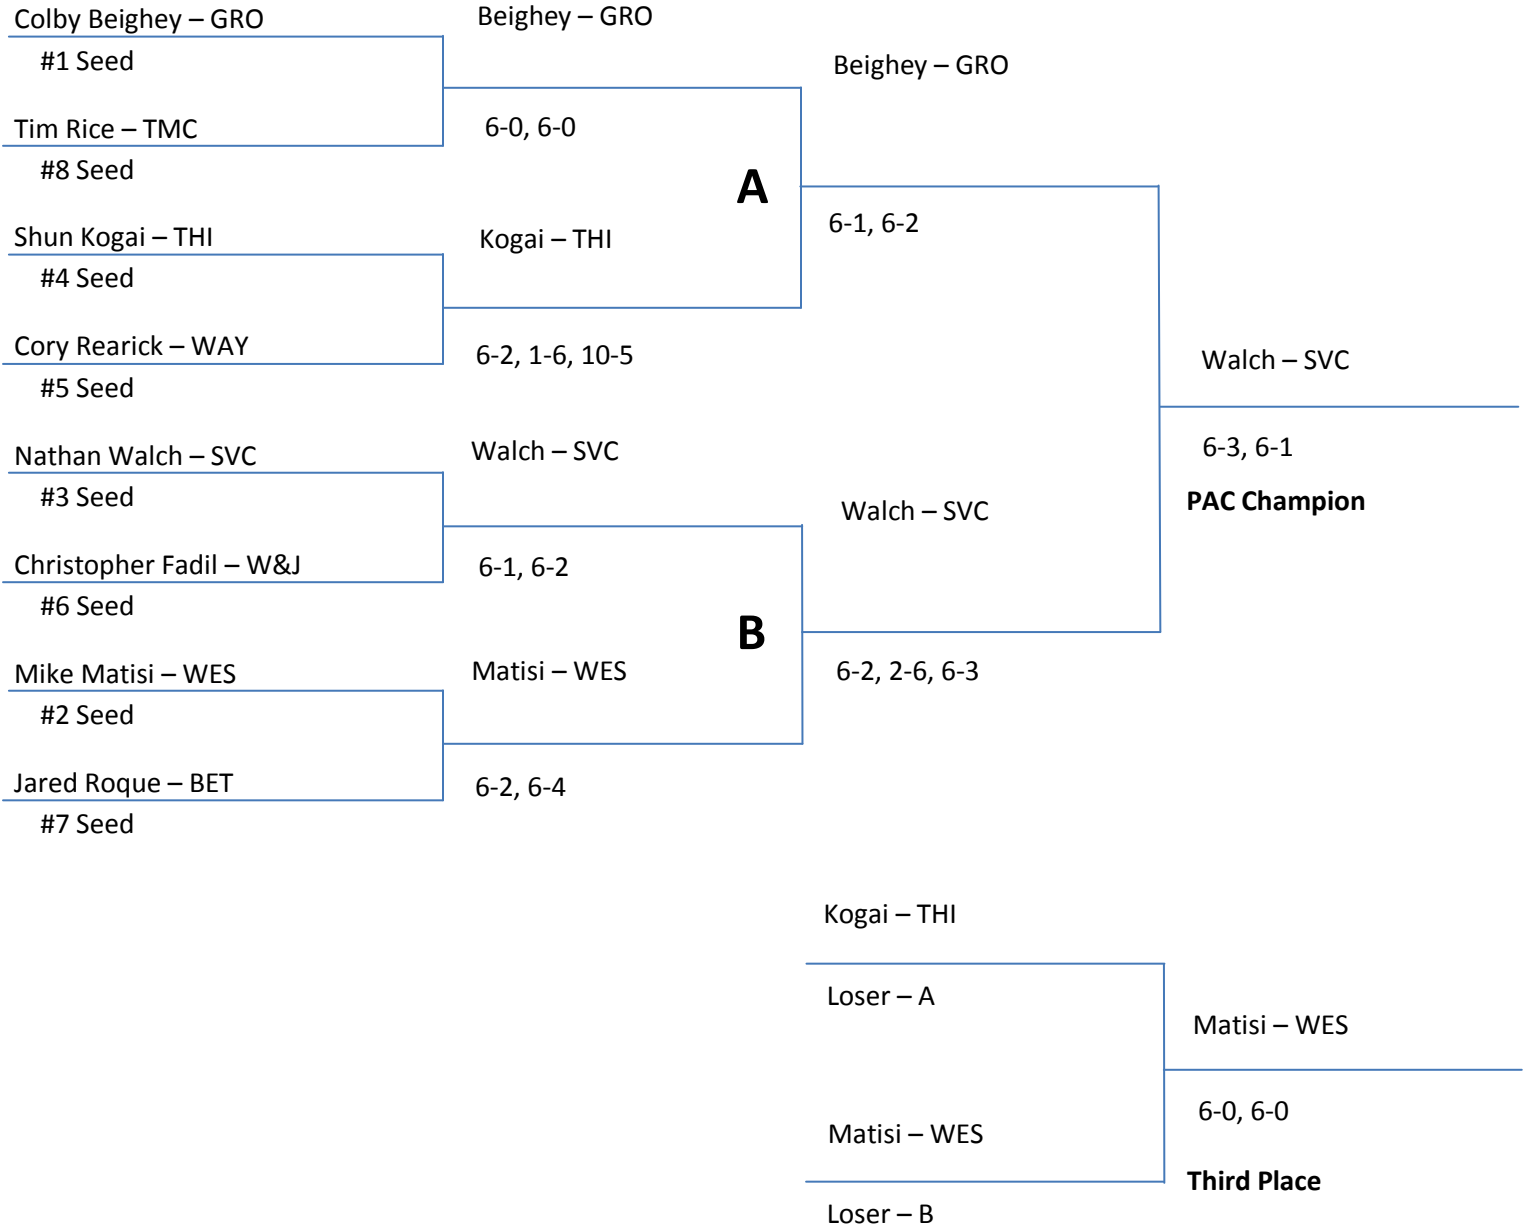 Colby Beighey – GRO
#1 Seed
Tim Rice – TMC
#8 Seed
Shun Kogai – THI
#4 Seed
Cory Rearick – WAY
#5 Seed
Nathan Walch – SVC
#3 Seed
Christopher Fadil – W&J
#6 Seed
Mike Matisi – WES
#2 Seed
Jared Roque – BET
#7 Seed
Beighey – GRO
6-0, 6-0
Kogai – THI
6-2, 1-6, 10-5
Walch – SVC
6-1, 6-2
Matisi – WES
6-2, 6-4
A
B
Beighey – GRO
6-1, 6-2
Walch – SVC
6-2, 2-6, 6-3
Walch – SVC
6-3, 6-1
PAC Champion
Kogai – THI
Loser – A
Matisi – WES
Loser – B
Matisi – WES
6-0, 6-0
Third Place